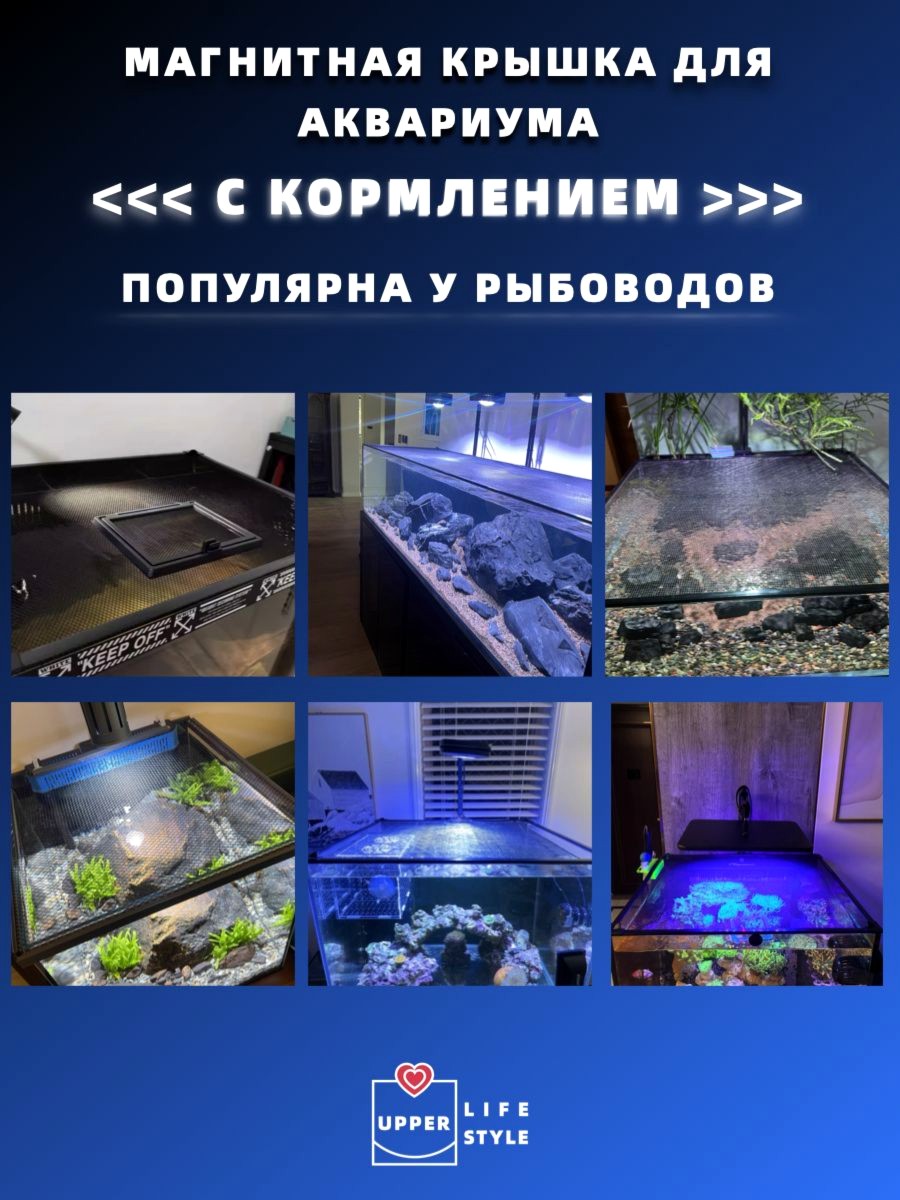 МАГНИТНАЯ КРЫШКА ДЛЯ
АКВАРИУМА
<<< С КОРМЛЕНИЕМ >>>
ПОПУЛЯРНА У РЫБОВОДОВ
"KEEP OFF"
UPPER
LIFE
STYLE